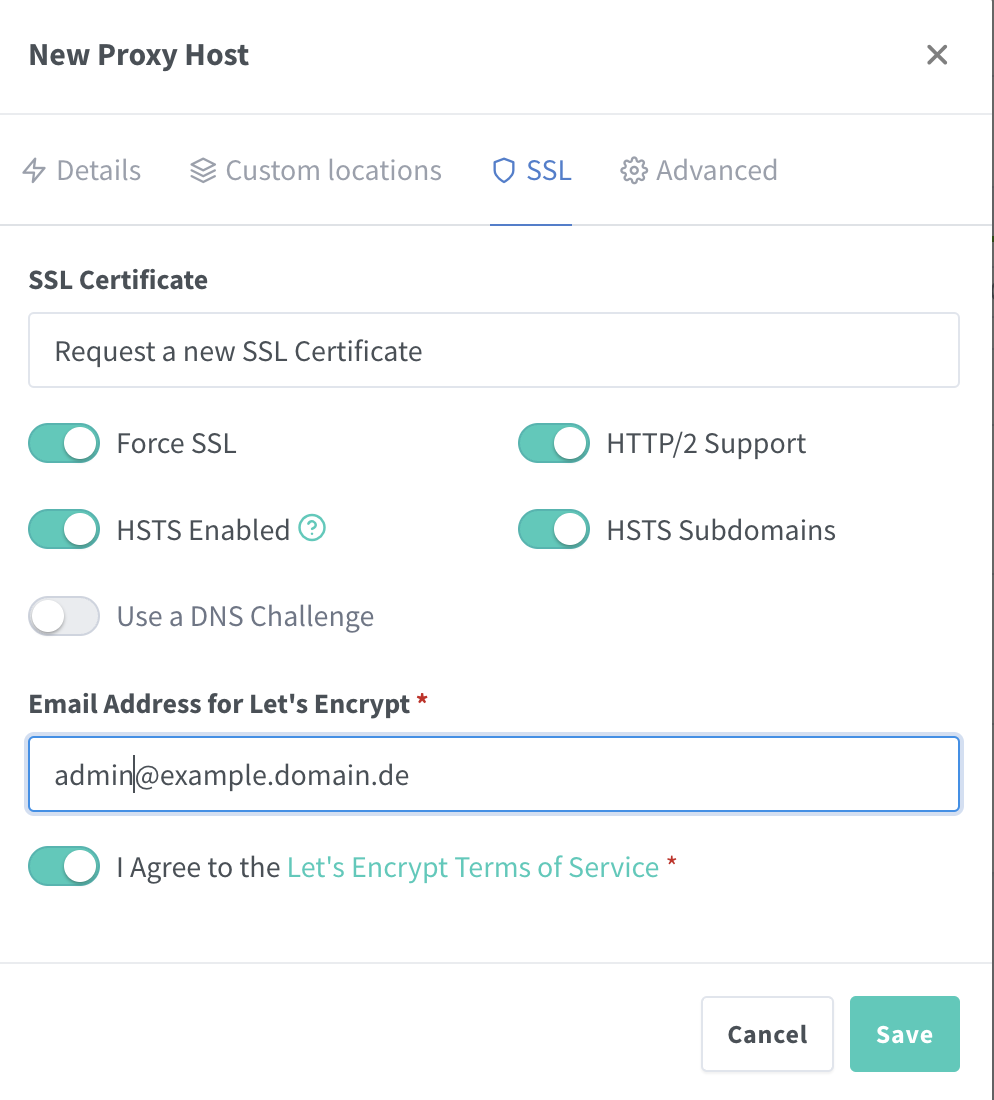 New Proxy Host
Details Custom locations SSL Advanced
SSL Certificate
Request a new SSL Certificate
Force SSL HTTP/2 Support
HSTS Enabled ? HSTS Subdomains
Use a DNS Challenge
Email Address for Let's Encrypt *
admin@example.domain.de
I Agree to the Let's Encrypt Terms of Service *
Cancel Save